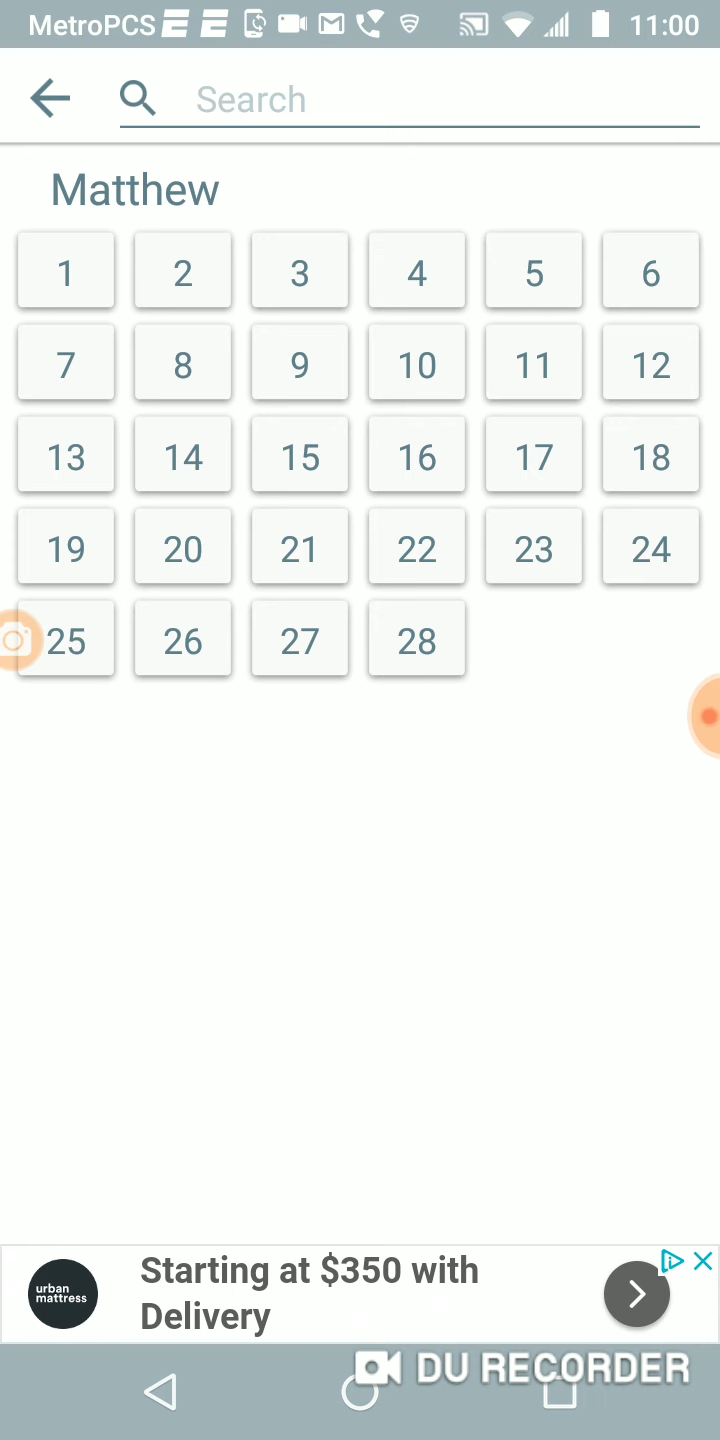 MetroPCS 11:00
Search
Matthew
1 2 3 4 5 6
7 8 9 10 11 12
13 14 15 16 17 18
19 20 21 22 23 24
25 26 27 28
urban
mattress
Starting at $350 with
Delivery
DU RECORDER